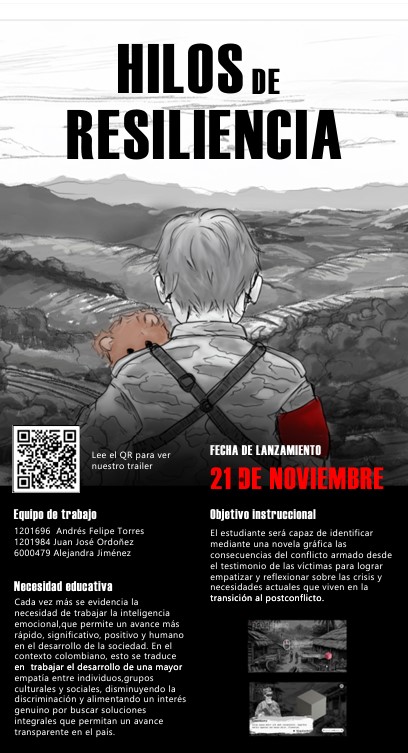 HILOS DE
RESILIENCIA
Lee el QR para ver
nuestro trailer
FECHA DE LANZAMIENTO
21 DE NOVIEMBRE
Equipo de trabajo
1201696 Andrés Felipe Torres
1201984 Juan José Ordoñez
6000479 Alejandra Jiménez
Necesidad educativa
Cada vez más se evidencia la
necesidad de trabajar la inteligencia
emocional,que permite un avance más
rápido, significativo, positivo y humano
en el desarrollo de la sociedad. En el
contexto colombiano, esto se traduce
en trabajar el desarrollo de una mayor
empatía entre individuos,grupos
culturales y sociales, disminuyendo la
discriminación y alimentando un interés
genuino por buscar soluciones
integrales que permitan un avance
transparente en el país.
Objetivo instruccional
El estudiante será capaz de identificar
mediante una novela gráfica las
consecuencias del conflicto armado desde
el testimonio de las víctimas para lograr
empatizar y reflexionar sobre las crisis y
necesidades actuales que viven en la
transición al postconflicto.